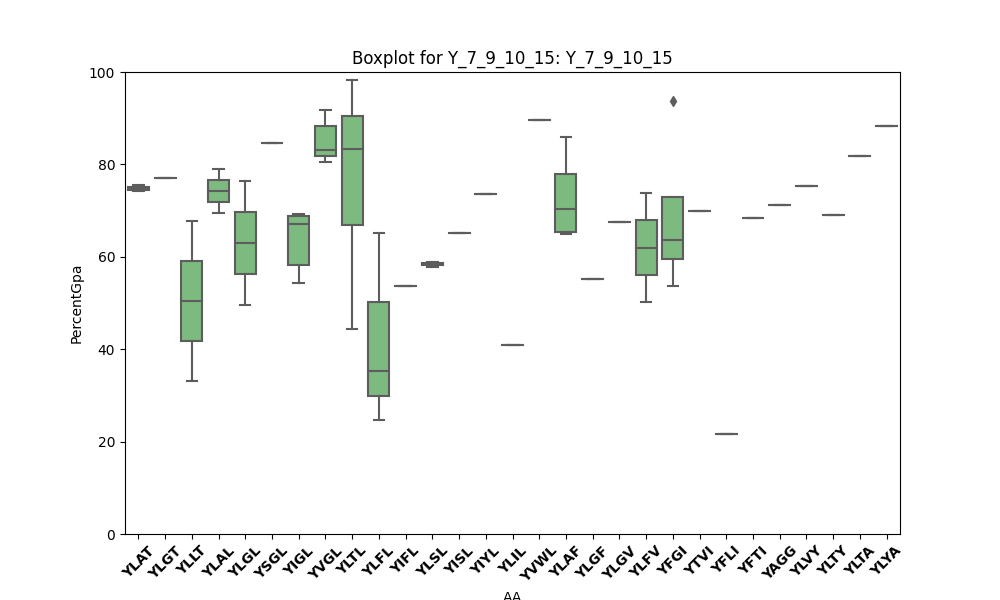 Boxplot for Y_7_9_10_15: Y_7_9_10_15
PercentGpa
100
80
60
40
20
0
YLAT
YLGT
YLLT
YLAL
YLGL
YSGL
YIGL
YVGL
YLTL
YLFL
YIFL
YLSL
YISL
YIYL
YLIL
YVWL
YLAF
YLGF
YLGV
YLFV
YFGI
YTVI
YFLI
YFTI
YAGG
YLVY
YLTY
YLTA
YLYA
AA